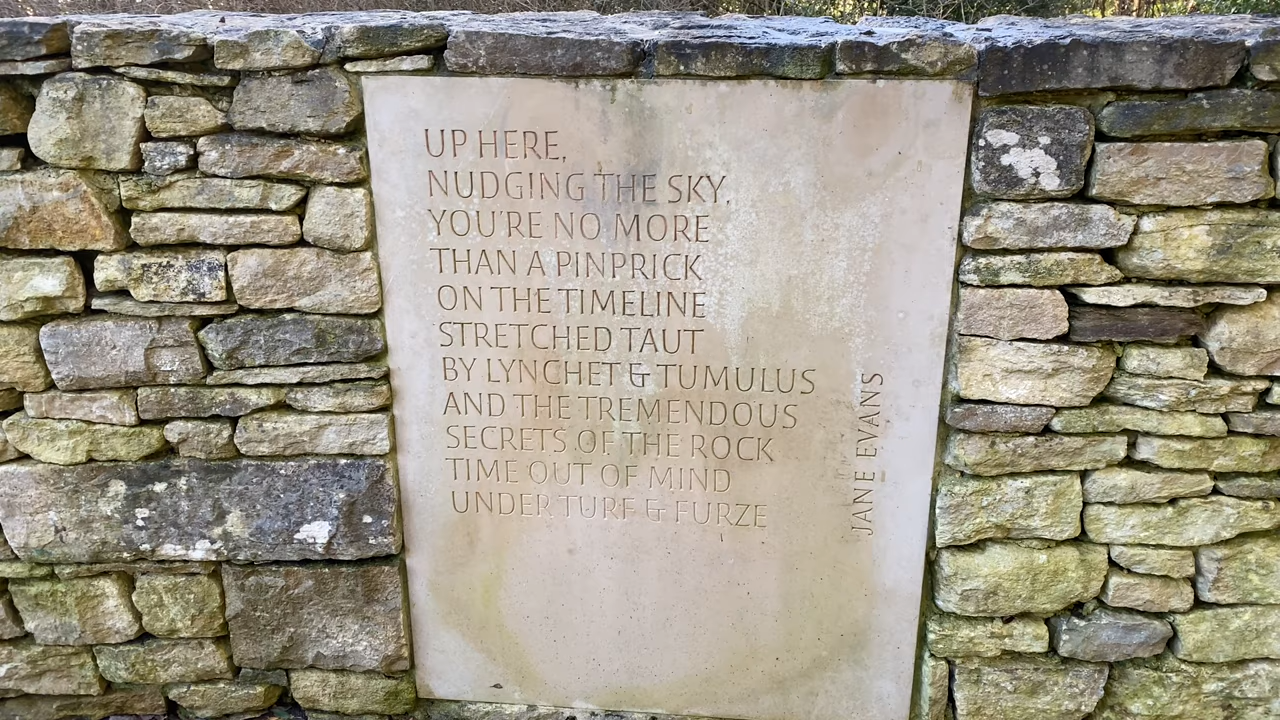 UP HERE,
NUDGING THE SKY,
YOU'RE NO MORE
THAN A PINPRICK
ON THE TIMELINE
STRETCHED TAUT
BY LYNCHET & TUMULUS
AND THE TREMENDOUS
SECRETS OF THE ROCK
TIME OUT OF MIND
UNDER TURF & FURZE
JANE EVANS